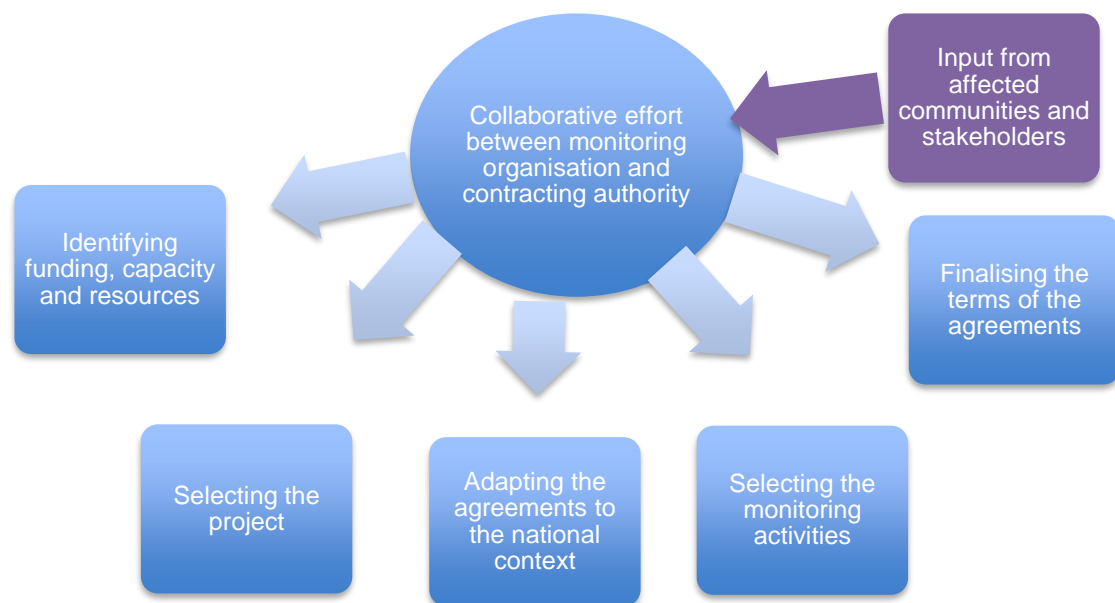 Collaborative effort
between monitoring
organisation and
contracting authority
Input from
affected
communities and
stakeholders
Identifying
funding, capacity
and resources
Selecting the
project
Adapting the
agreements to
the national
context
Selecting the
monitoring
activities
Finalising the
terms of the
agreements